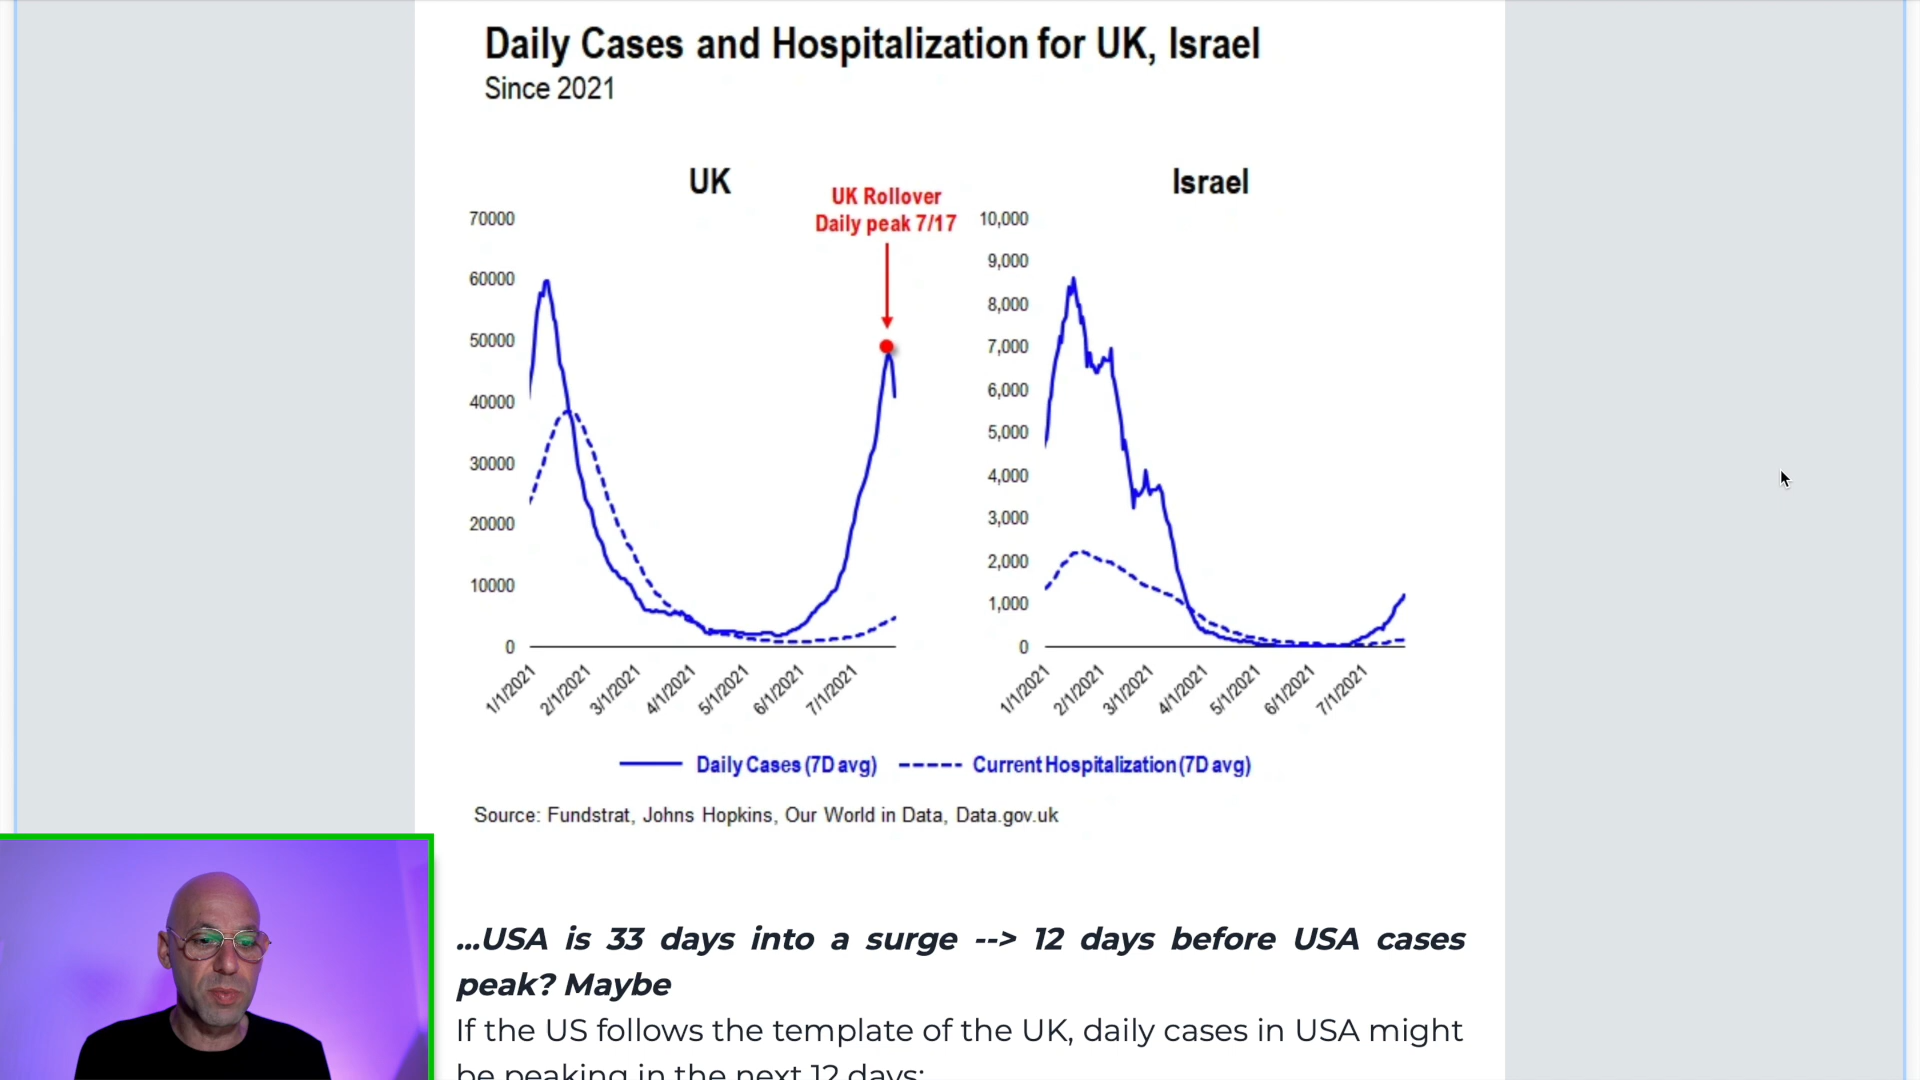 Daily Cases and Hospitalization for UK, Israel
Since 2021
UK
UK Rollover
Daily peak 7/17
70000
60000
50000
40000
30000
20000
10000
0
1/1/2021
2/1/2021
3/1/2021
4/1/2021
5/1/2021
6/1/2021
7/1/2021
Israel
10,000
9,000
8,000
7,000
6,000
5,000
4,000
3,000
2,000
1,000
0
1/1/2021
2/1/2021
3/1/2021
4/1/2021
5/1/2021
6/1/2021
7/1/2021
Daily Cases (7D avg)
Current Hospitalization (7D avg)
Source: Fundstrat, Johns Hopkins, Our World in Data, Data.gov.uk
...USA is 33 days into a surge --> 12 days before USA cases
peak? Maybe
If the US follows the template of the UK, daily cases in USA might
be peaking in the next 12 days: